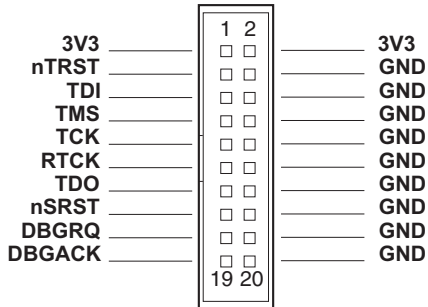 1 2
3V3 3V3
nTRST GND
TDI GND
TMS GND
TCK GND
RTCK GND
TDO GND
nSRST GND
DBGRQ GND
DBGACK GND
19 20